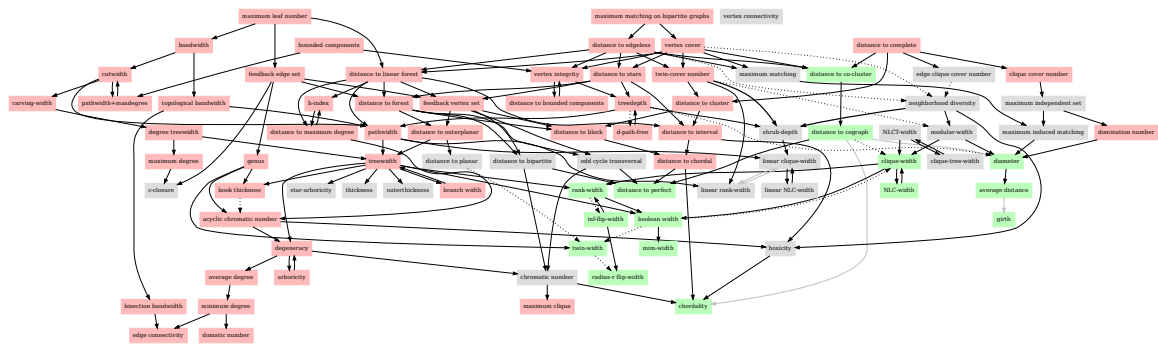 maximum leaf number
maximum matching on bipartite graphs
vertex connectivity
bandwidth
bounded components
distance to edgeless
vertex cover
distance to complete
cutwidth
feedback edge set
distance to linear forest
vertex integrity
distance to stars
twin-cover number
maximum matching
distance to co-cluster
edge clique cover number
clique cover number
carving-width
pathwidth+maxdegree
topological bandwidth
h-index
distance to forest
feedback vertex set
distance to bounded components
treedepth
distance to cluster
neighborhood diversity
maximum independent set
degree treewidth
distance to maximum degree
pathwidth
distance to outerplanar
distance to block
d-path-free
distance to interval
shrub-depth
distance to cograph
NLCT-width
modular-width
maximum induced matching
domination number
maximum degree
genus
treewidth
distance to planar
distance to bipartite
odd cycle transversal
distance to chordal
linear clique-width
clique-width
clique-tree-width
diameter
c-closure
book thickness
star-arboricity
thickness
outerthickness
branch width
rank-width
distance to perfect
linear rank-width
linear NLC-width
NLC-width
average distance
acyclic chromatic number
inf-flip-width
boolean width
girth
degeneracy
twin-width
mim-width
boxicity
average degree
arboricity
chromatic number
radius-r flip-width
bisection bandwidth
minimum degree
maximum clique
chordality
edge connectivity
domatic number